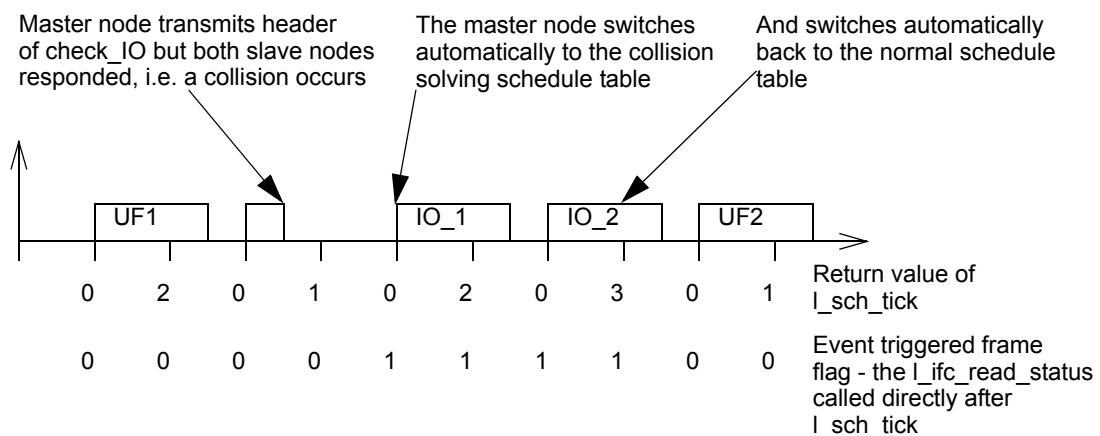 Master node transmits header
of check_IO but both slave nodes
responded, i.e. a collision occurs
The master node switches
automatically to the collision
solving schedule table
And switches automatically
back to the normal schedule
table
UF1
IO_1
IO_2
UF2
0 2 0 1 0 2 0 3 0 1
Return value of
l_sch_tick
0 0 0 0 1 1 1 1 0 0
Event triggered frame
flag - the l_ifc_read_status
called directly after
l_sch_tick